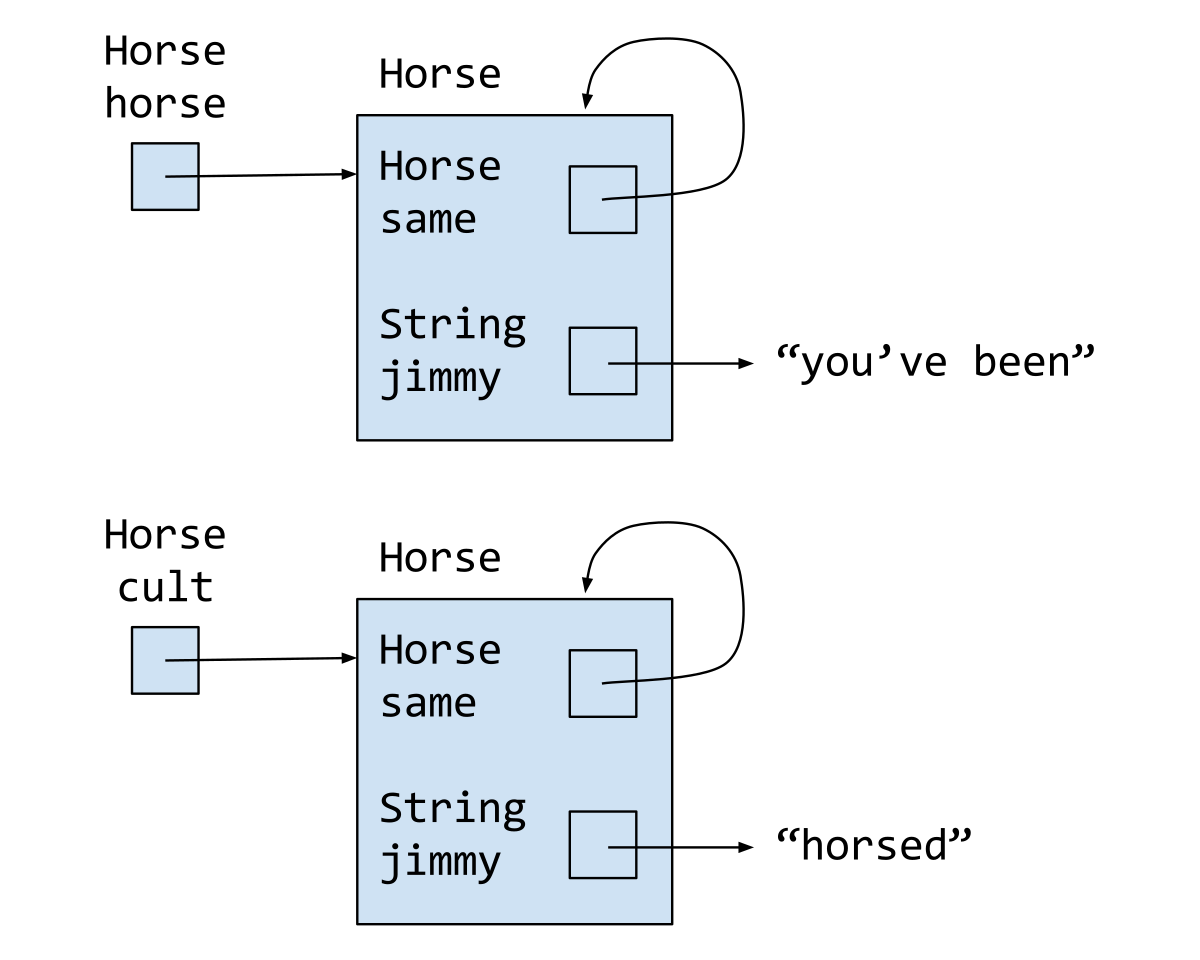 Horse
horse
Horse
Horse
same
String
jimmy
“you’ve been”
Horse
cult
Horse
Horse
same
String
jimmy
“horsed”